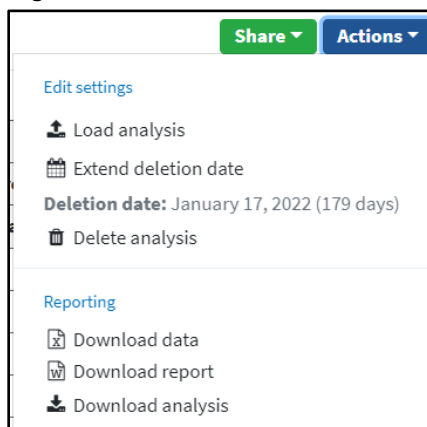 Share Actions
Edit settings
Load analysis
Extend deletion date
Deletion date: January 17, 2022 (179 days)
Delete analysis
Reporting
Download data
Download report
Download analysis